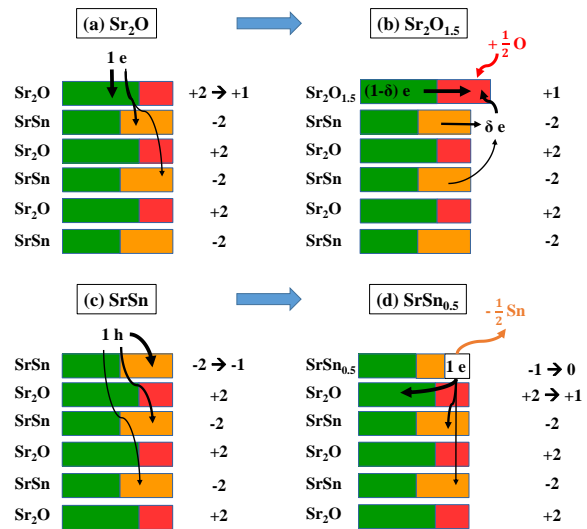 (a) Sr₂O
(b) Sr₂O₁.₅
1 e
+ 1/2 O
Sr₂O +2 → +1
SrSn -2
Sr₂O +2
SrSn -2
Sr₂O +2
SrSn -2
Sr₂O₁.₅ (1-δ) e +1
SrSn -2
δ e
Sr₂O +2
SrSn -2
Sr₂O +2
SrSn -2
(c) SrSn
(d) SrSn₀.₅
1 h
- 1/2 Sn
SrSn -2 → -1
Sr₂O +2
SrSn -2
Sr₂O +2
SrSn -2
Sr₂O +2
SrSn₀.₅ 1 e -1 → 0
Sr₂O +2 → +1
SrSn -2
Sr₂O +2
SrSn -2
Sr₂O +2